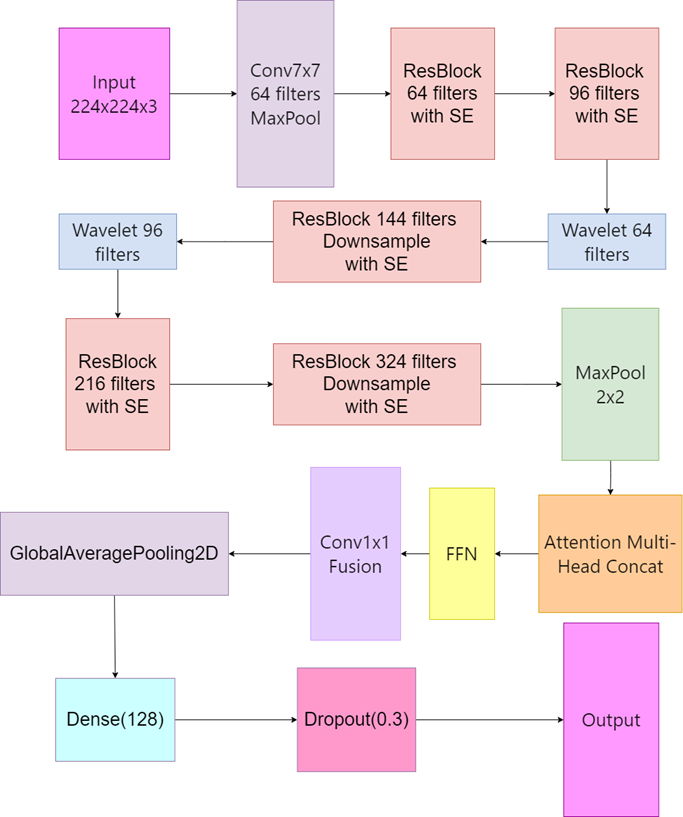 Input
224x224x3
Conv7x7
64 filters
MaxPool
ResBlock
64 filters
with SE
ResBlock
96 filters
with SE
Wavelet 64
filters
ResBlock 144 filters
Downsample
with SE
Wavelet 96
filters
ResBlock
216 filters
with SE
ResBlock 324 filters
Downsample
with SE
MaxPool
2x2
Attention Multi-
Head Concat
FFN
Conv1x1
Fusion
GlobalAveragePooling2D
Dense(128)
Dropout(0.3)
Output